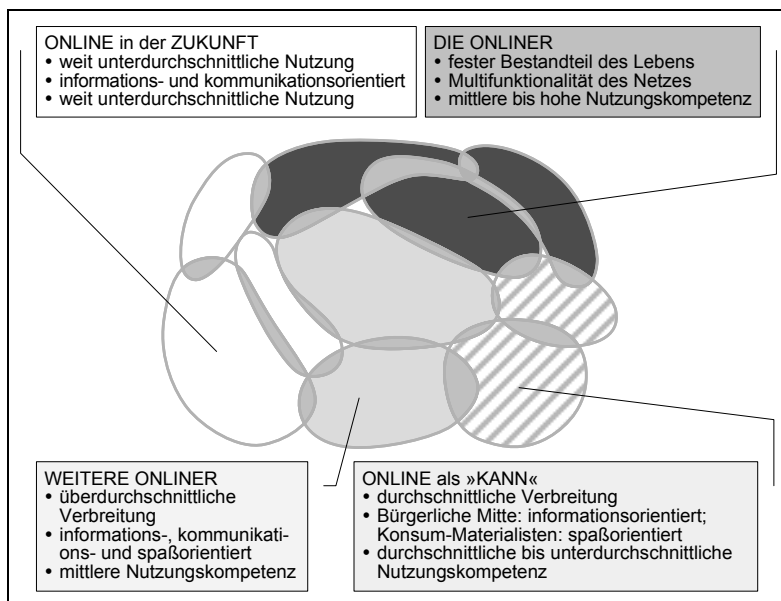 ONLINE in der ZUKUNFT
• weit unterdurchschnittliche Nutzung
• informations- und kommunikationsorientiert
• weit unterdurchschnittliche Nutzung
DIE ONLINER
• fester Bestandteil des Lebens
• Multifunktionalität des Netzes
• mittlere bis hohe Nutzungskompetenz
WEITERE ONLINER
• überdurchschnittliche
Verbreitung
• informations-, kommunikati-
ons- und spaßorientiert
• mittlere Nutzungskompetenz
ONLINE als »KANN«
• durchschnittliche Verbreitung
• Bürgerliche Mitte: informationsorientiert;
Konsum-Materialisten: spaßorientiert
• durchschnittliche bis unterdurchschnittliche
Nutzungskompetenz